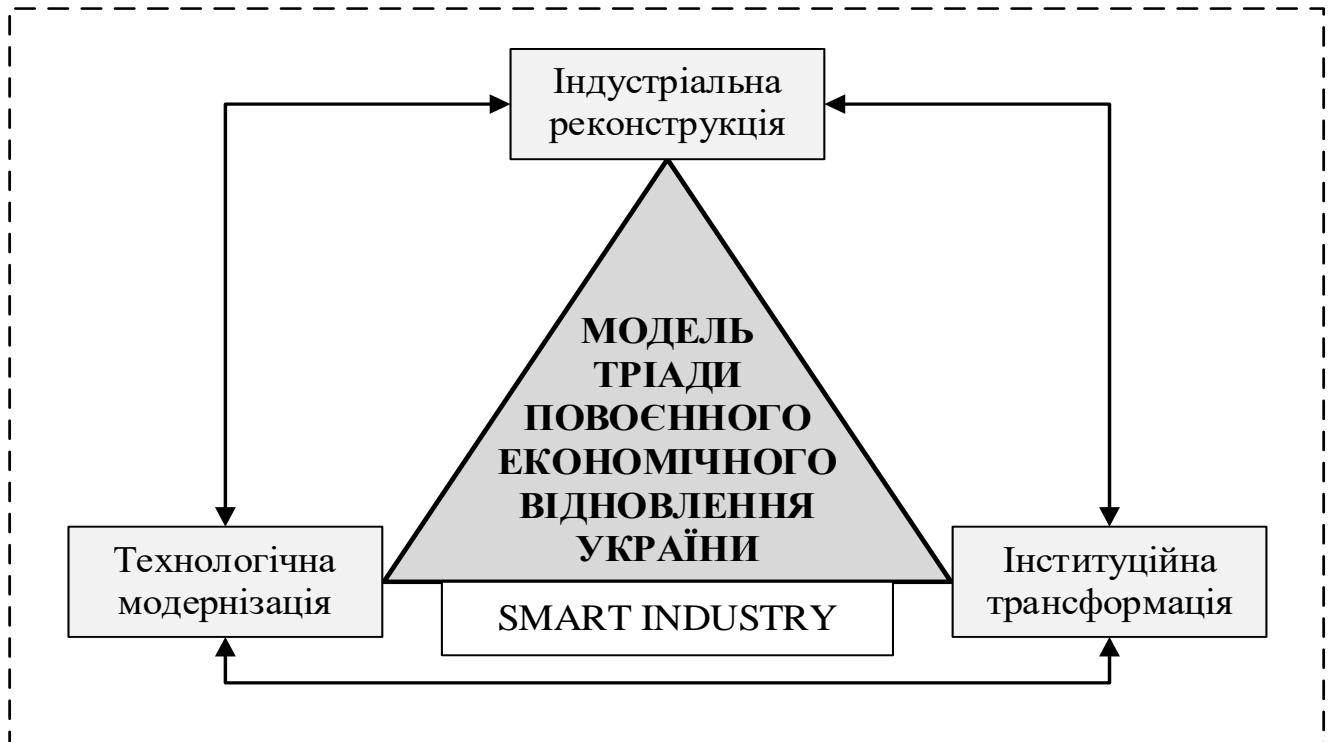 Індустріальна
реконструкція
МОДЕЛЬ
ТРІАДИ
ПОВОЄННОГО
ЕКОНОМІЧНОГО
ВІДНОВЛЕННЯ
УКРАЇНИ
Технологічна
модернізація
SMART INDUSTRY
Інституційна
трансформація